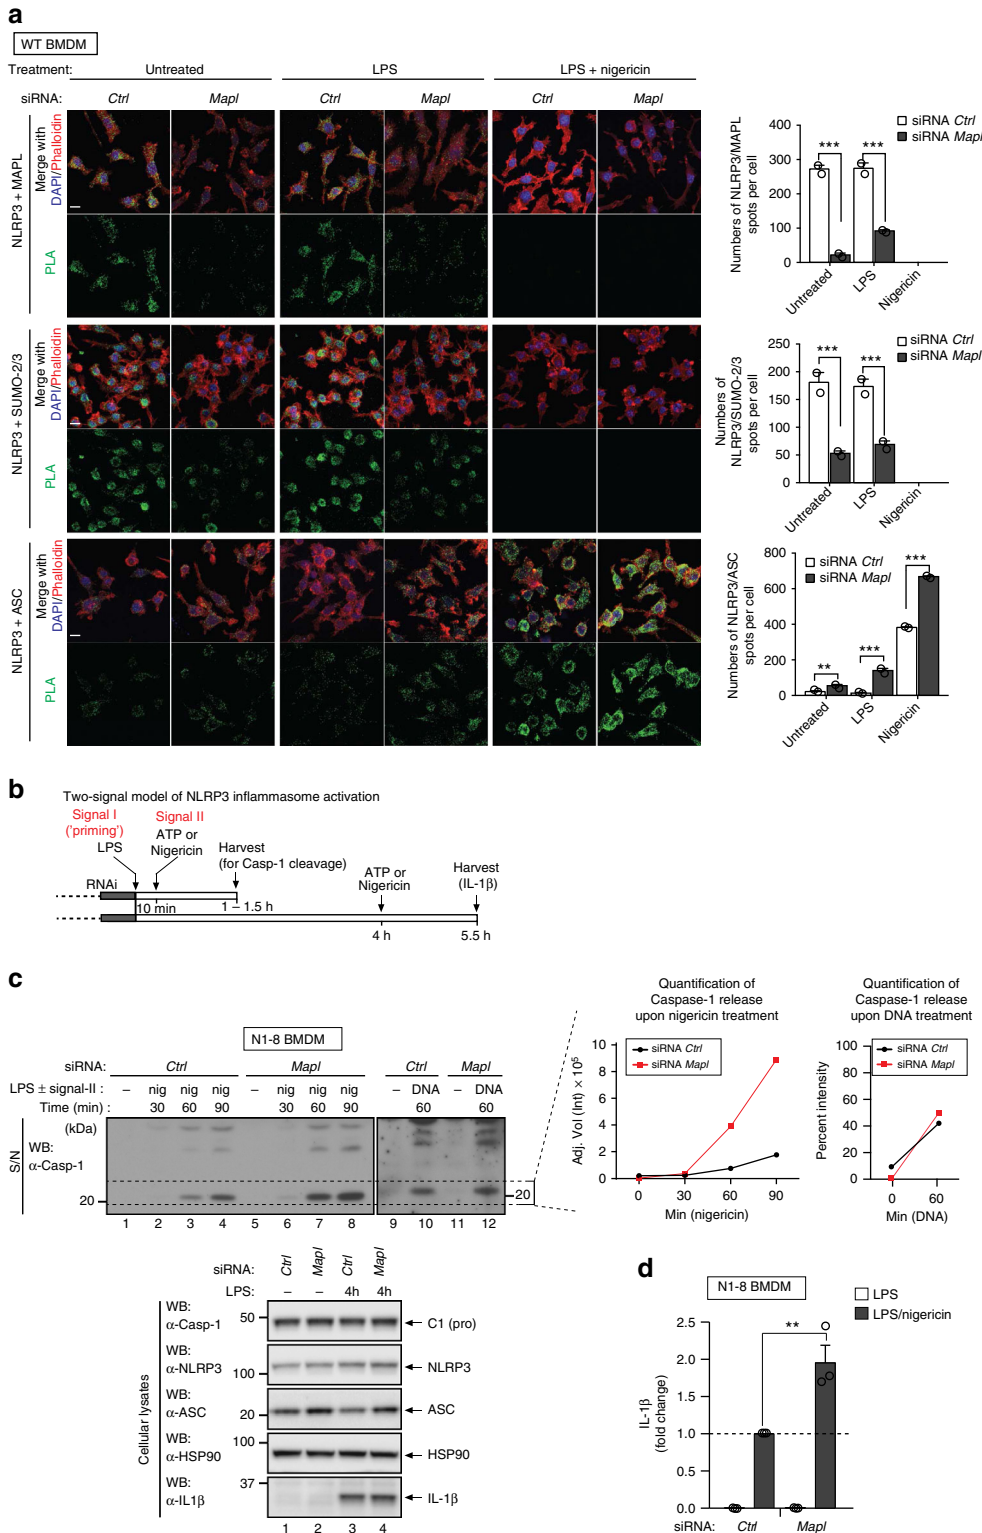 a
WT BMDM
Treatment: Untreated LPS LPS + nigericin
siRNA: Ctrl Mapl Ctrl Mapl Ctrl Mapl
NLRP3 + MAPL
Merge with
DAPI/Phalloidin
PLA
NLRP3 + SUMO-2/3
Merge with
DAPI/Phalloidin
PLA
NLRP3 + ASC
Merge with
DAPI/Phalloidin
PLA
siRNA Ctrl
siRNA Mapl
Numbers of NLRP3/MAPL
spots per cell
400
300
200
100
0
*** ***
Untreated LPS Nigericin
siRNA Ctrl
siRNA Mapl
Numbers of
NLRP3/SUMO-2/3
spots per cell
250
200
150
100
50
0
*** ***
Untreated LPS Nigericin
siRNA Ctrl
siRNA Mapl
Numbers of NLRP3/ASC
spots per cell
800
600
400
200
0
** *** ***
Untreated LPS Nigericin
b
Two-signal model of NLRP3 inflammasome activation
Signal I
('priming')
LPS
Signal II
ATP or
Nigericin
Harvest
(for Casp-1 cleavage)
ATP or
Nigericin
Harvest
(IL-1β)
RNAi
10 min
1 – 1.5 h
4 h
5.5 h
c
N1-8 BMDM
siRNA: Ctrl Mapl Ctrl Mapl
LPS ± signal-II : – nig nig nig – nig nig nig – DNA – DNA
Time (min) : 30 60 90 30 60 90 60 60
(kDa)
S/N
WB:
α-Casp-1
20
20
1 2 3 4 5 6 7 8 9 10 11 12
Quantification of
Caspase-1 release
upon nigericin treatment
siRNA Ctrl
siRNA Mapl
Adj. Vol (Int) × 10⁵
10
8
6
4
2
0
0 30 60 90
Min (nigericin)
Quantification of
Caspase-1 release
upon DNA treatment
siRNA Ctrl
siRNA Mapl
Percent intensity
100
80
60
40
20
0
0 60
Min (DNA)
siRNA: Ctrl Mapl Ctrl Mapl
LPS: – – 4h 4h
Cellular lysates
WB:
α-Casp-1
50
C1 (pro)
WB:
α-NLRP3
100
NLRP3
WB:
α-ASC
20
ASC
WB:
α-HSP90
100
HSP90
WB:
α-IL1β
37
IL-1β
1 2 3 4
d
N1-8 BMDM
LPS
LPS/nigericin
IL-1β
(fold change)
2.5
2.0
1.5
1.0
0.5
0.0
**
siRNA: Ctrl Mapl